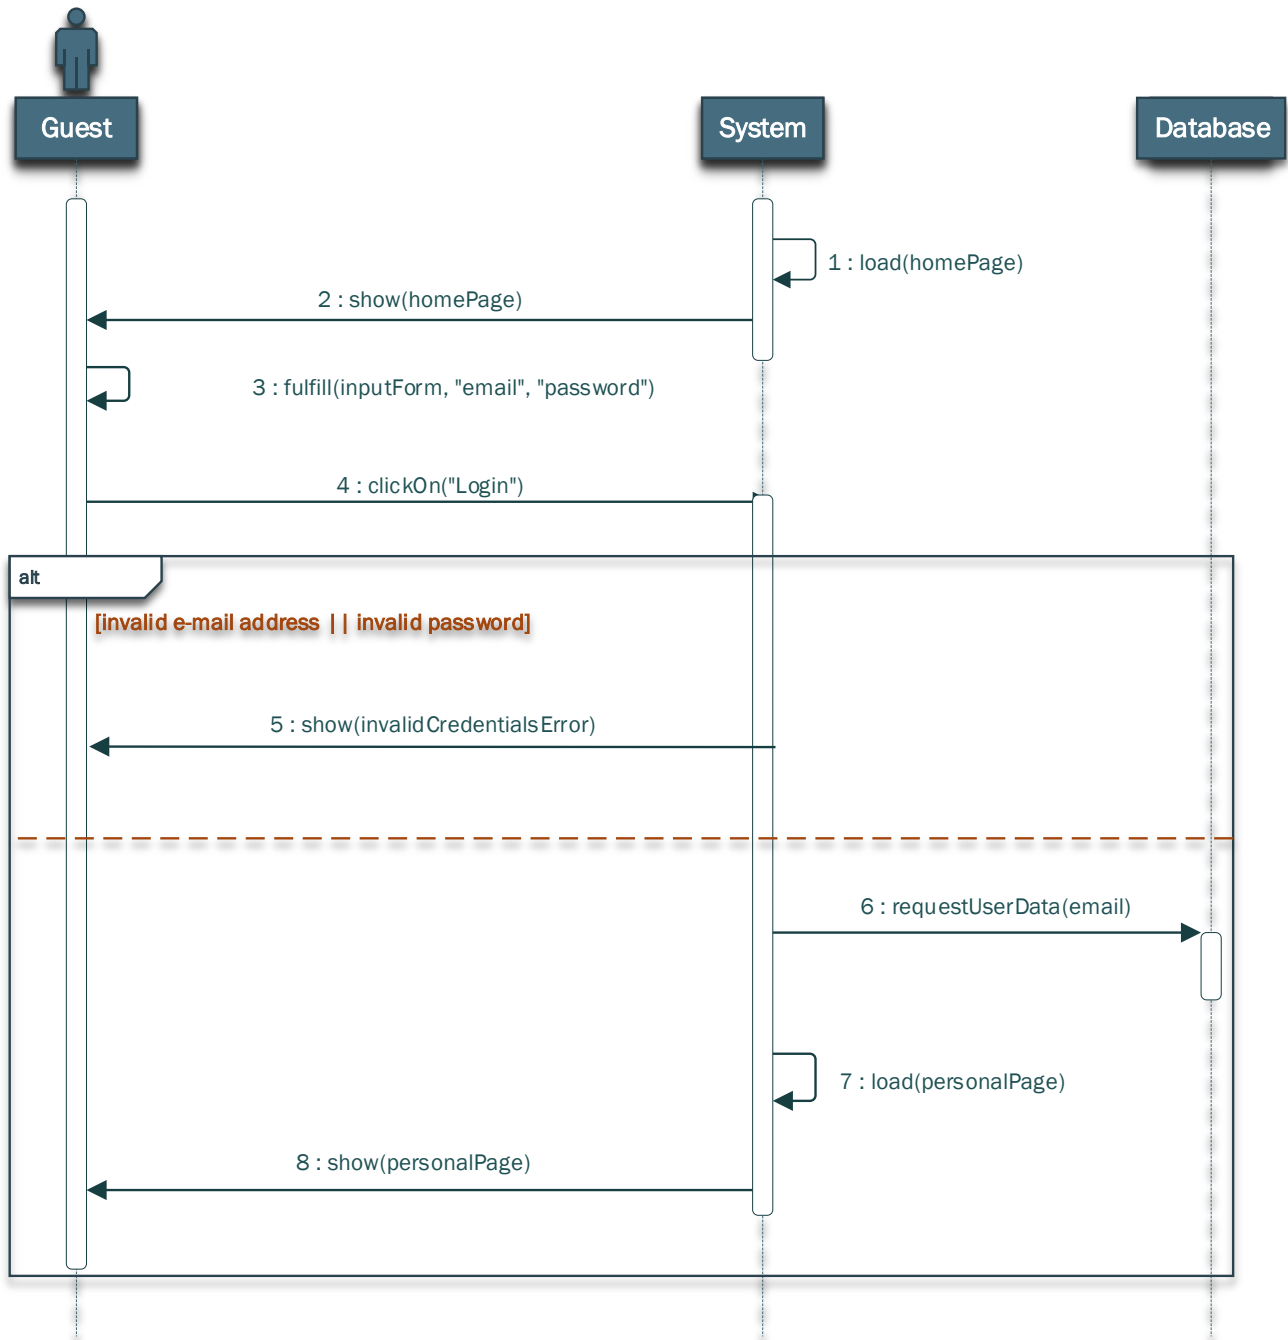 Guest
System
Database
1 : load(homePage)
2 : show(homePage)
3 : fulfill(inputForm, "email", "password")
4 : clickOn("Login")
alt
[invalid e-mail address || invalid password]
5 : show(invalidCredentialsError)
6 : requestUserData(email)
7 : load(personalPage)
8 : show(personalPage)